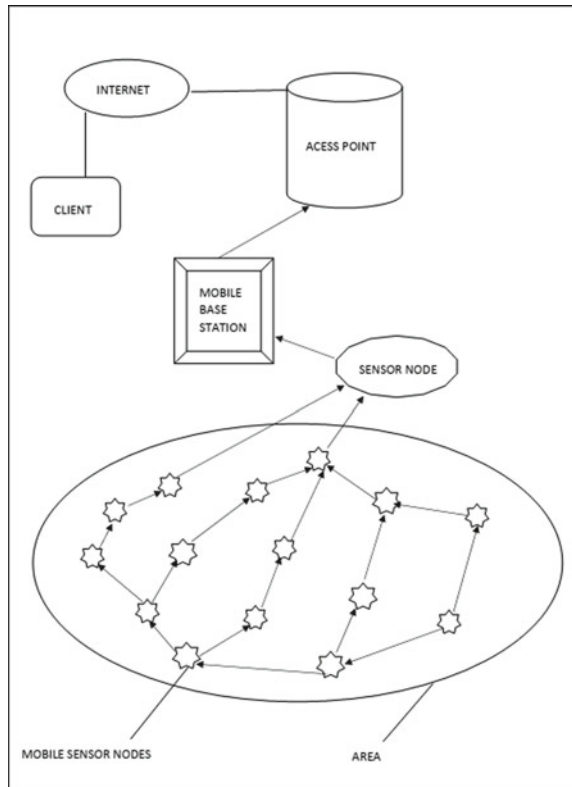 INTERNET
ACESS POINT
CLIENT
MOBILE
BASE
STATION
SENSOR NODE
MOBILE SENSOR NODES
AREA